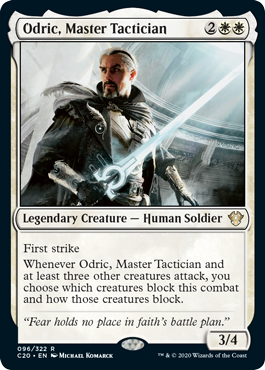 Odric, Master Tactician 2
Legendary Creature — Human Soldier
First strike
Whenever Odric, Master Tactician and
at least three other creatures attack, you
choose which creatures block this combat
and how those creatures block.
“Fear holds no place in faith’s battle plan.”
3/4
096/322 R
C20 • EN MICHAEL KOMARCK
™ & © 2020 Wizards of the Coast